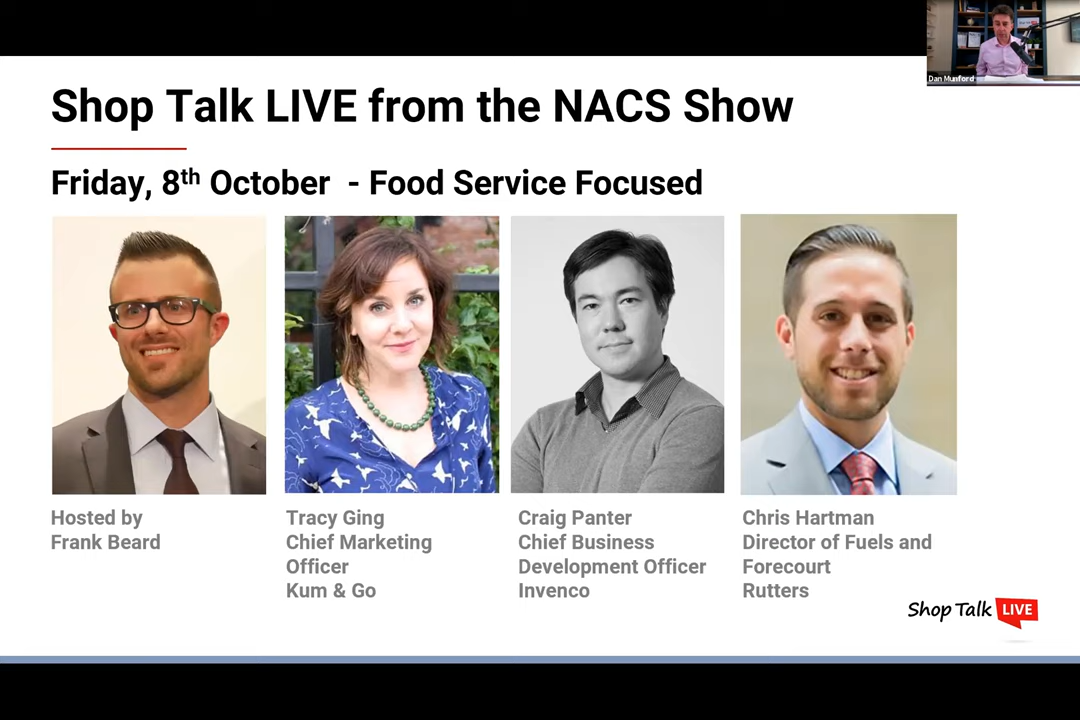 Dan Munford
Shop Talk LIVE from the NACS Show
Friday, 8th October - Food Service Focused
Hosted by
Frank Beard
Tracy Ging
Chief Marketing
Officer
Kum & Go
Craig Panter
Chief Business
Development Officer
Invenco
Chris Hartman
Director of Fuels and
Forecourt
Rutters
Shop Talk LIVE